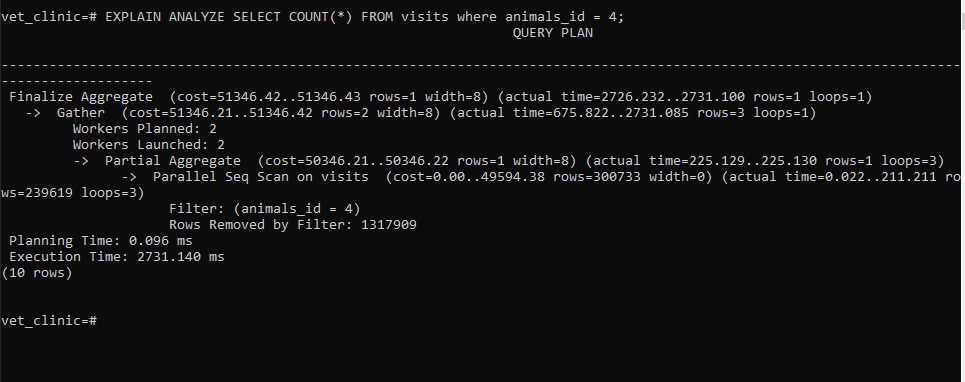 vet_clinic=# EXPLAIN ANALYZE SELECT COUNT(*) FROM visits where animals_id = 4;
QUERY PLAN
------------------------------------------------------------------------------------------------------------------------
-------------------
Finalize Aggregate  (cost=51346.42..51346.43 rows=1 width=8) (actual time=2726.232..2731.100 rows=1 loops=1)
  ->  Gather  (cost=51346.21..51346.42 rows=2 width=8) (actual time=675.822..2731.085 rows=3 loops=1)
        Workers Planned: 2
        Workers Launched: 2
        ->  Partial Aggregate  (cost=50346.21..50346.22 rows=1 width=8) (actual time=225.129..225.130 rows=1 loops=3)
              ->  Parallel Seq Scan on visits  (cost=0.00..49594.38 rows=300733 width=0) (actual time=0.022..211.211 ro
ws=239619 loops=3)
                    Filter: (animals_id = 4)
                    Rows Removed by Filter: 1317909
Planning Time: 0.096 ms
Execution Time: 2731.140 ms
(10 rows)
vet_clinic=#